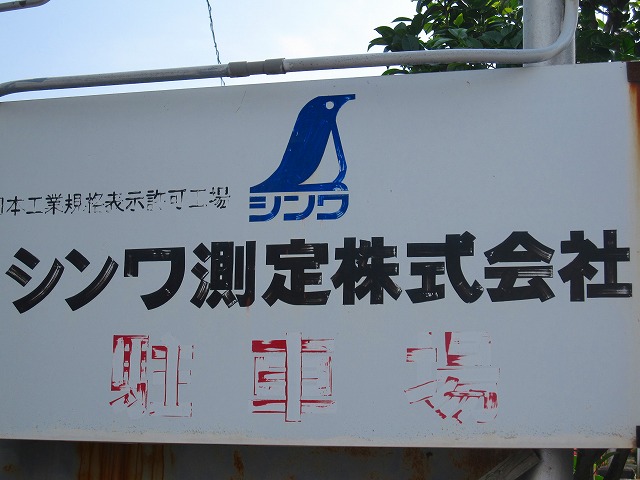 シンワ
日本工業規格表示許可工場
シンワ測定株式会社
駐車場